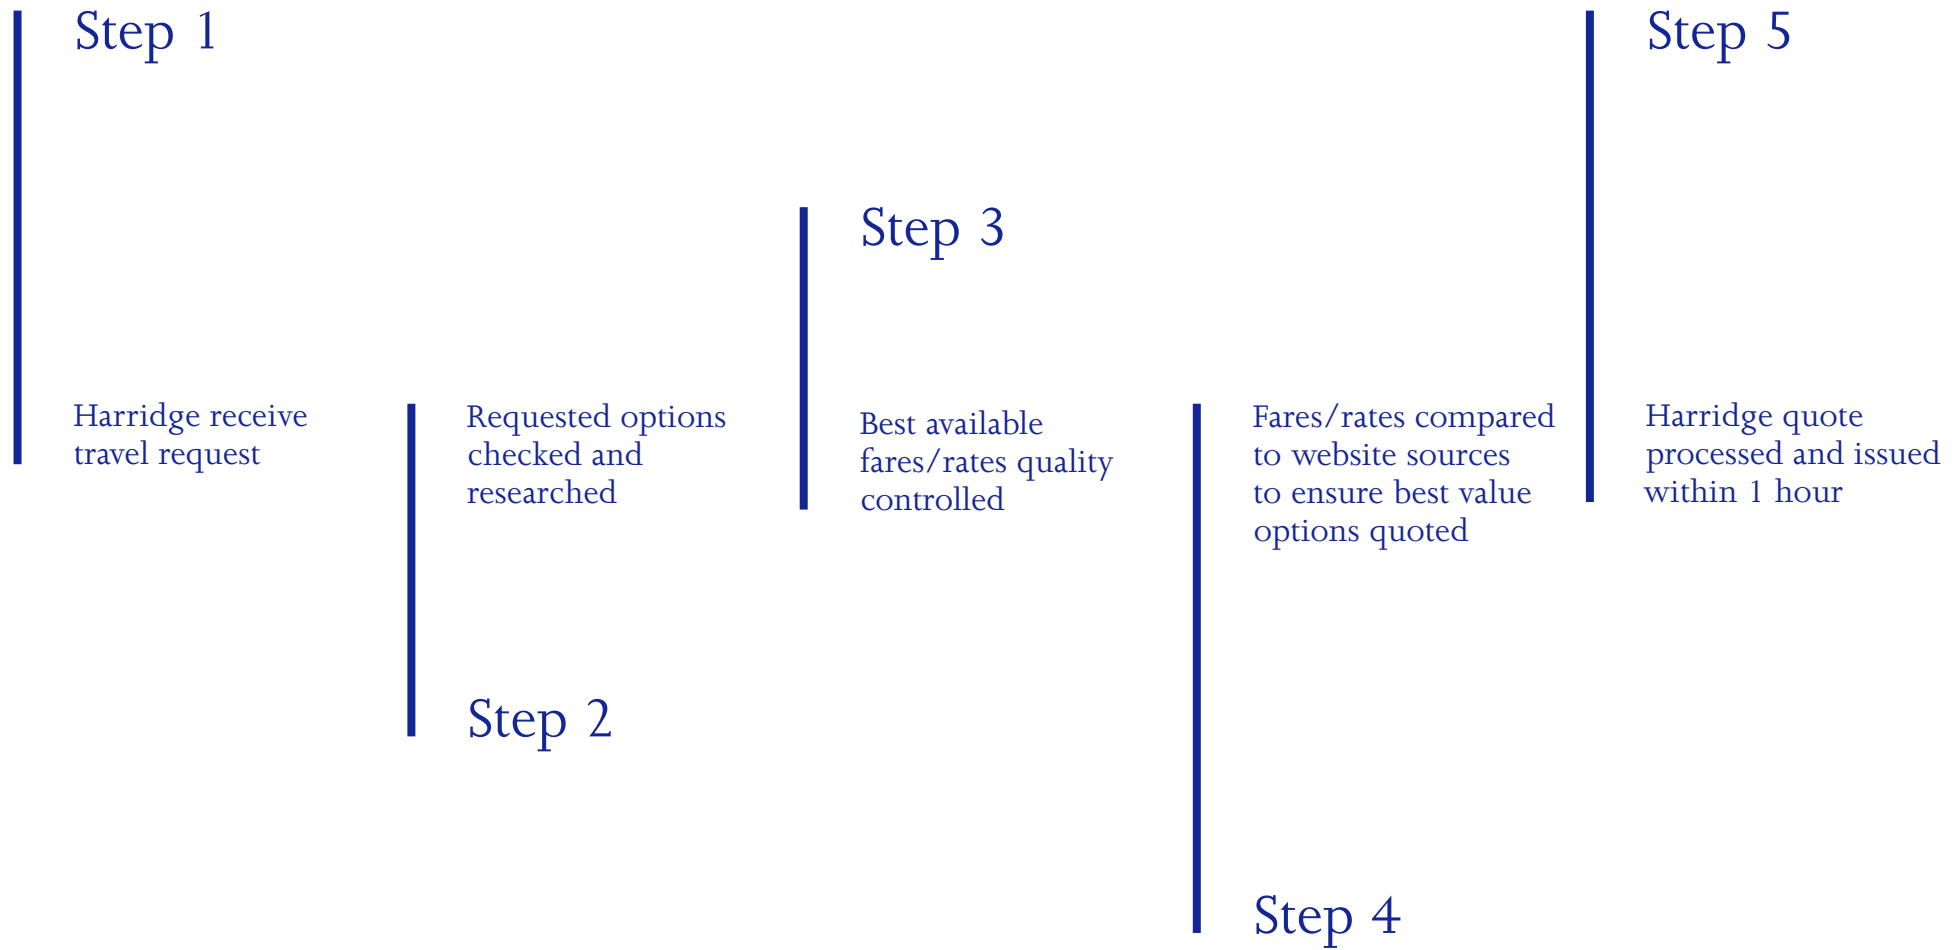 Step 1
Harridge receive
travel request
Requested options
checked and
researched
Step 2
Step 3
Best available
fares/rates quality
controlled
Fares/rates compared
to website sources
to ensure best value
options quoted
Step 4
Step 5
Harridge quote
processed and issued
within 1 hour